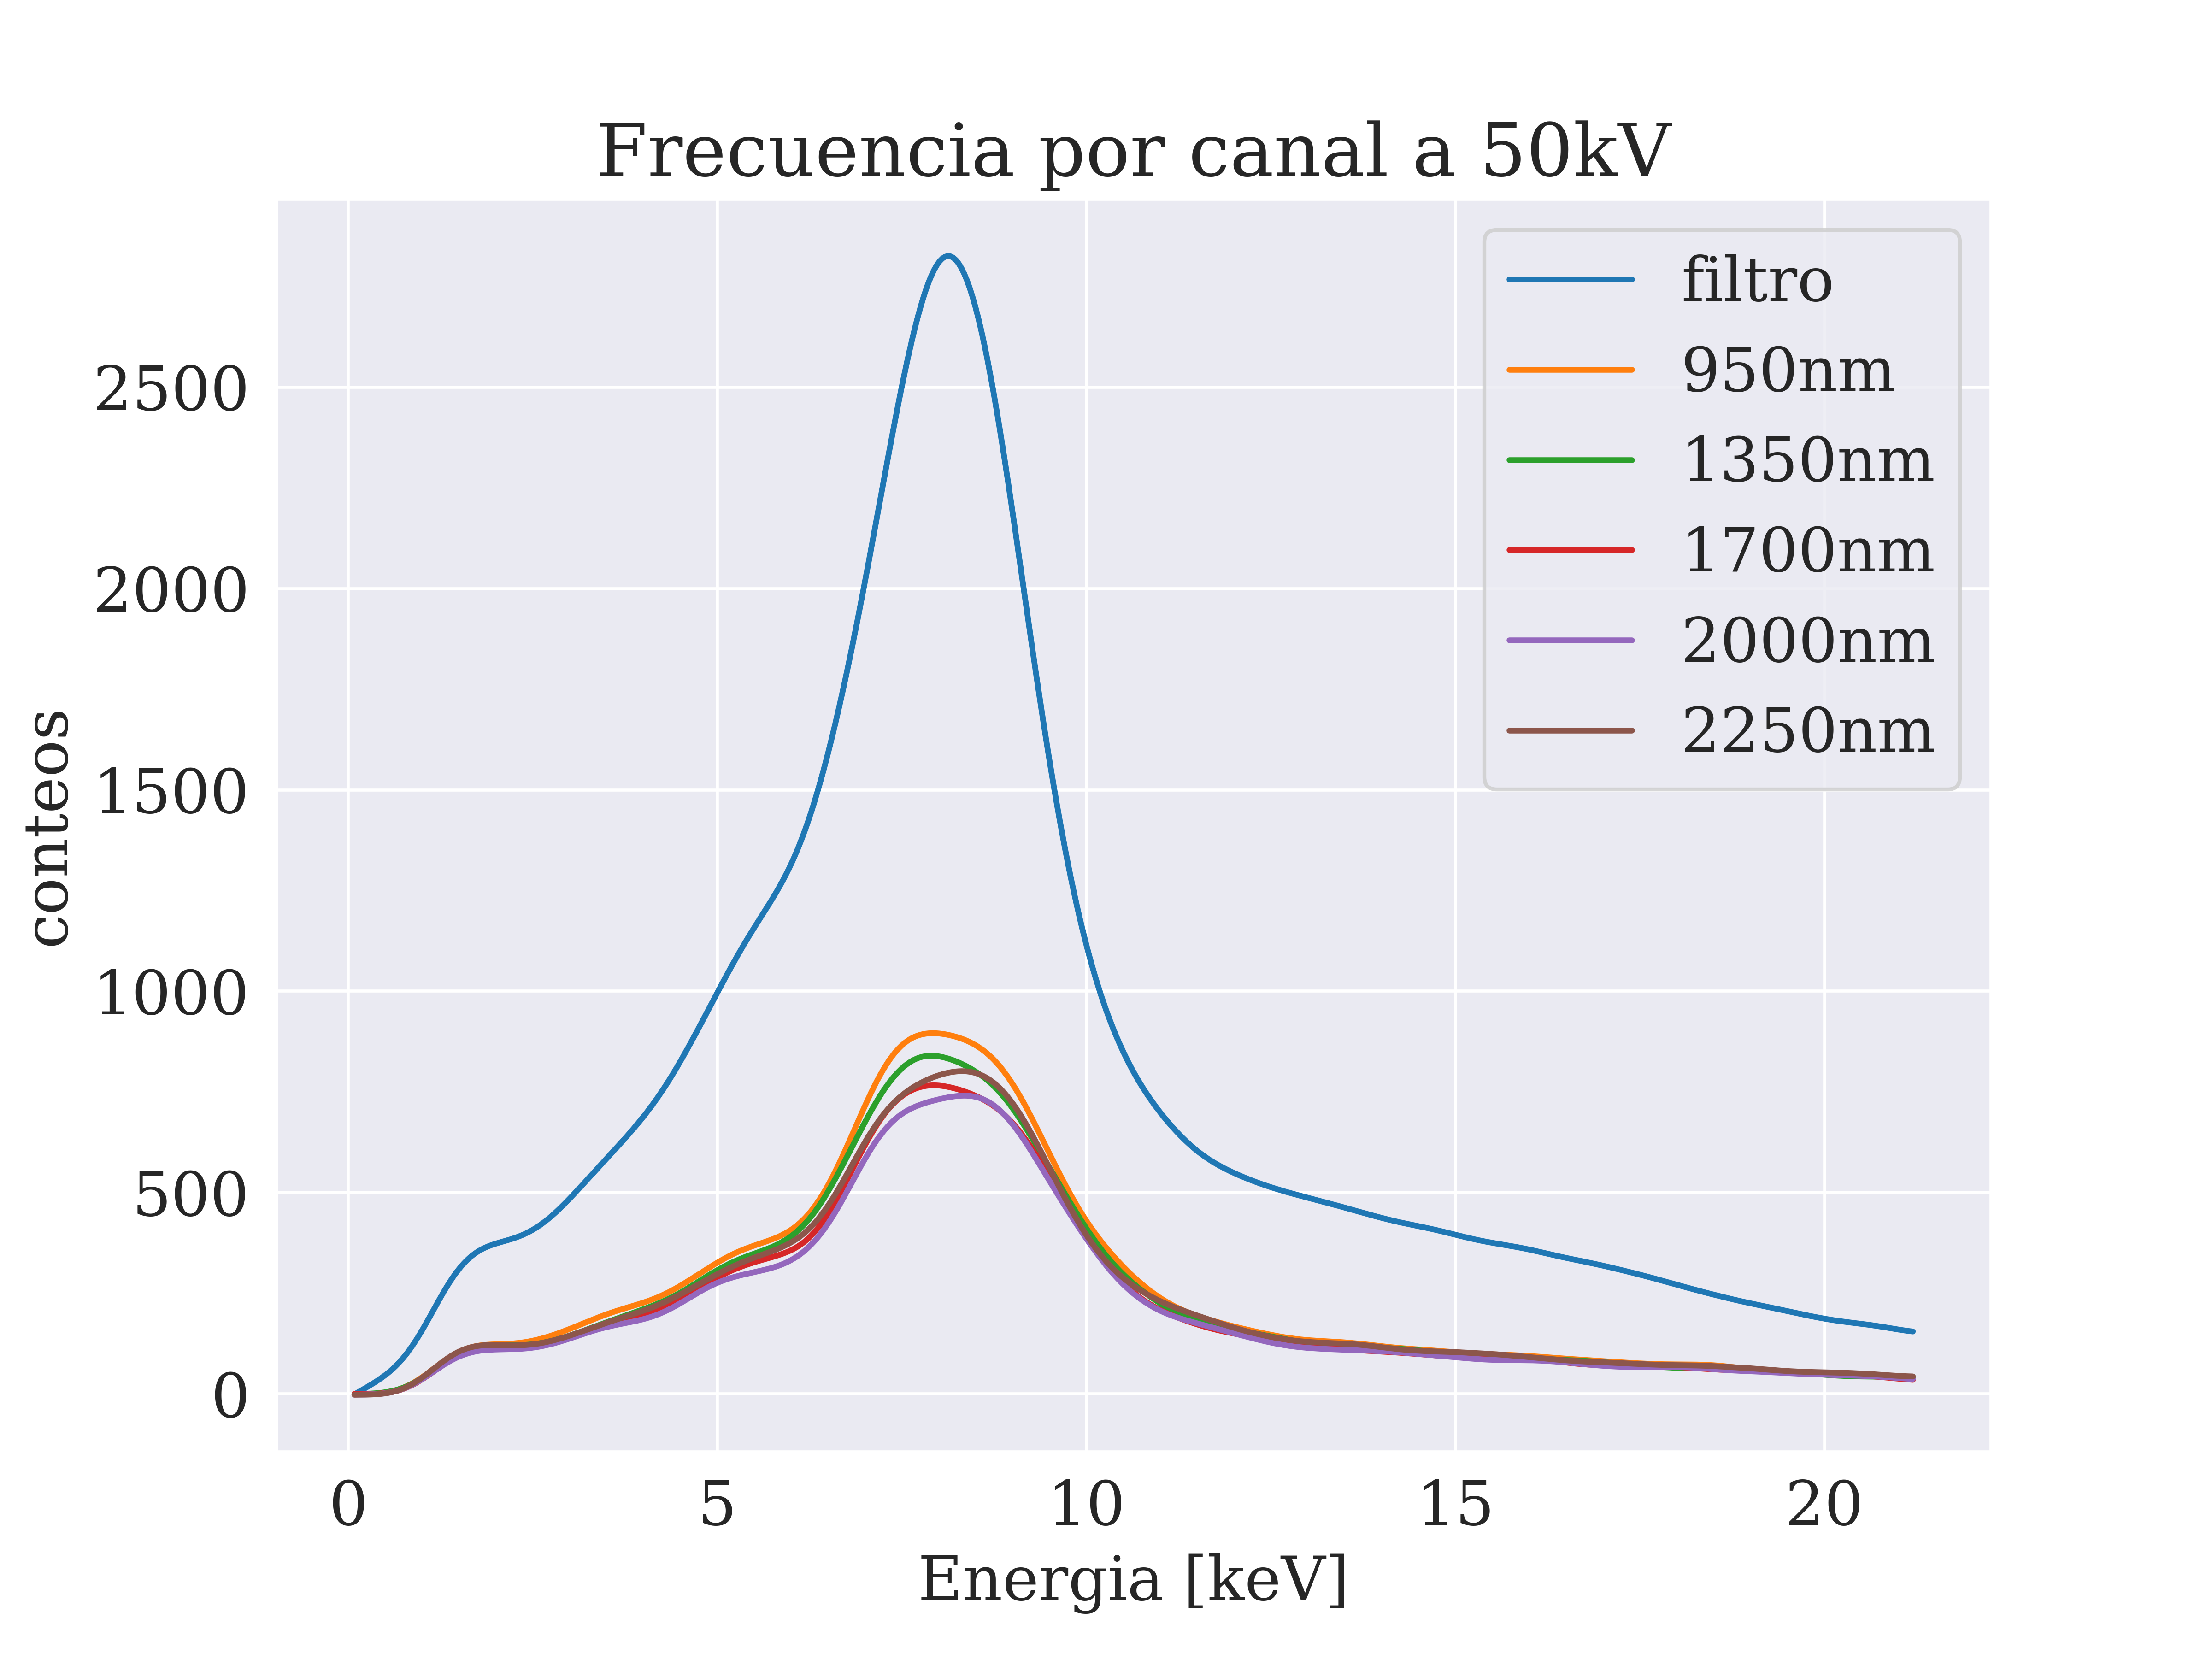 Frecuencia por canal a 50kV
filtro
950nm
1350nm
1700nm
2000nm
2250nm
conteos
2500
2000
1500
1000
500
0
0 5 10 15 20
Energia [keV]